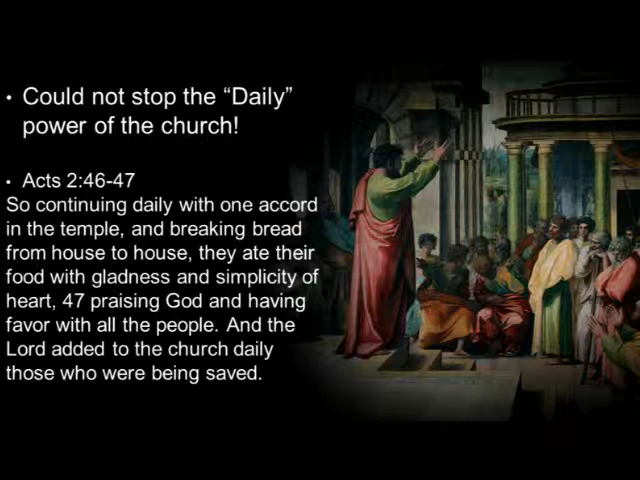 • Could not stop the “Daily”
power of the church!
• Acts 2:46-47
So continuing daily with one accord
in the temple, and breaking bread
from house to house, they ate their
food with gladness and simplicity of
heart, 47 praising God and having
favor with all the people. And the
Lord added to the church daily
those who were being saved.